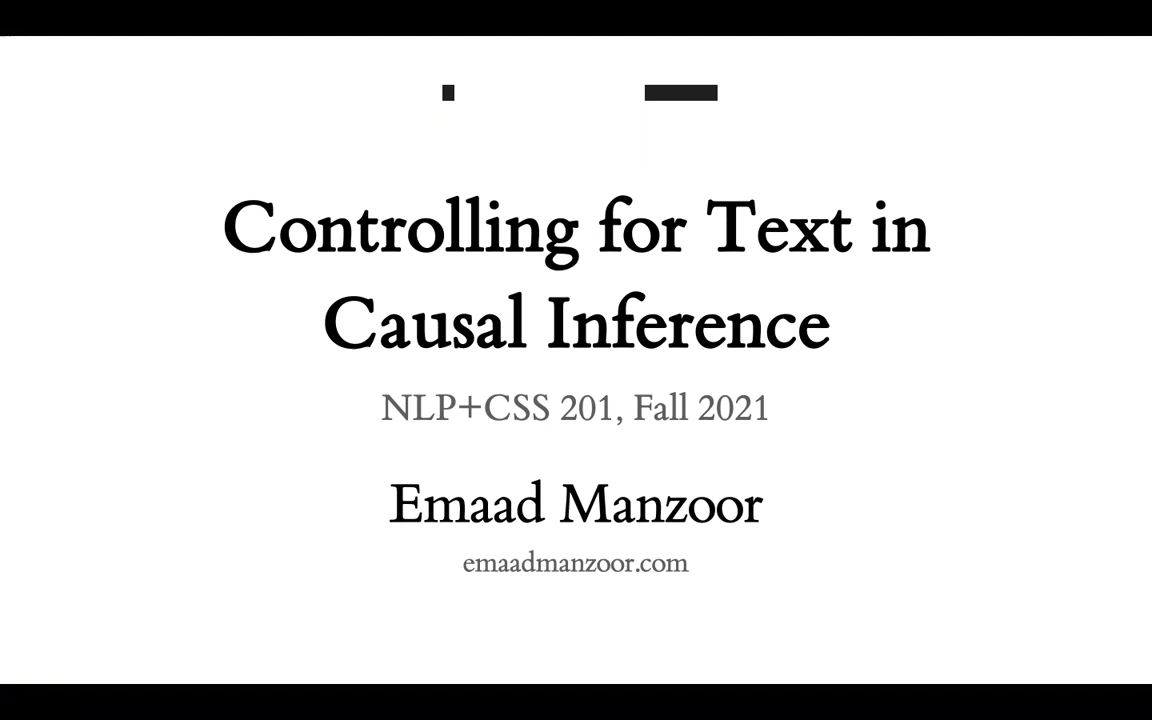 Controlling for Text in
Causal Inference
NLP+CSS 201, Fall 2021
Emaad Manzoor
emaadmanzoor.com